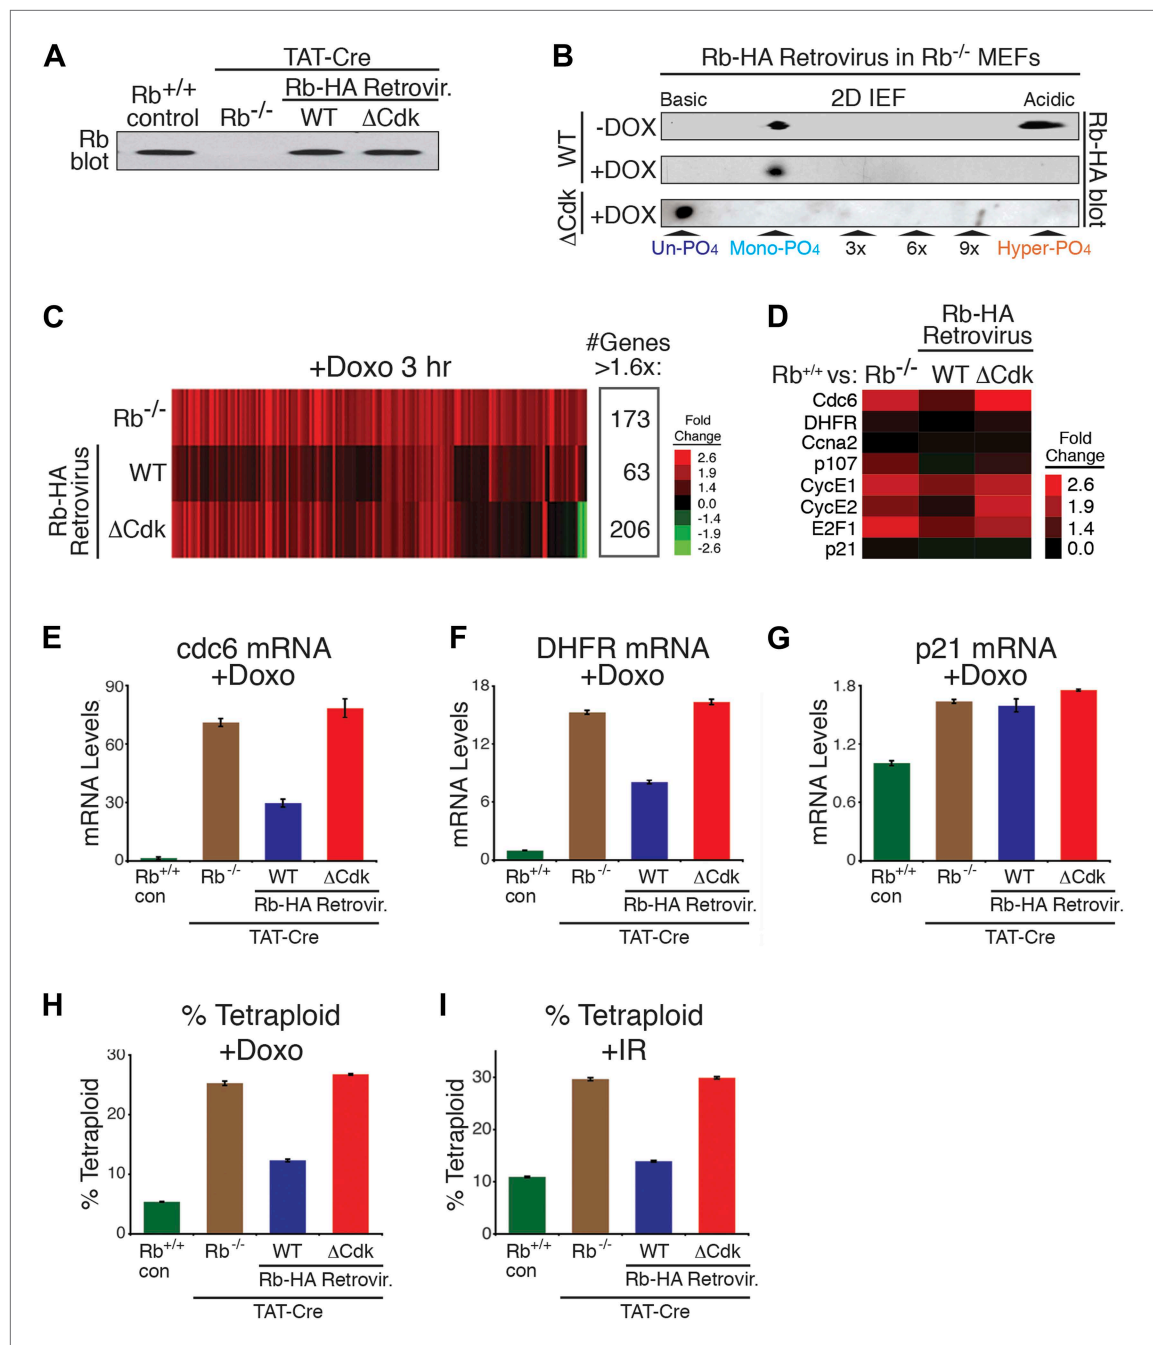 A
TAT-Cre
Rb-HA Retrovir.
Rb+/+
control
Rb-/-
WT
ΔCdk
Rb
blot
B
Rb-HA Retrovirus in Rb-/- MEFs
Basic
2D IEF
Acidic
WT
-DOX
+DOX
ΔCdk
+DOX
Rb-HA blot
Un-PO4
Mono-PO4
3x
6x
9x
Hyper-PO4
C
+Doxo 3 hr
#Genes
>1.6x:
Rb-/-
173
Rb-HA
Retrovirus
WT
63
ΔCdk
206
Fold
Change
2.6
1.9
1.4
0.0
-1.4
-1.9
-2.6
D
Rb-HA
Retrovirus
Rb+/+ vs:
Rb-/-
WT
ΔCdk
Cdc6
DHFR
Ccna2
p107
CycE1
CycE2
E2F1
p21
Fold
Change
2.6
1.9
1.4
0.0
E
cdc6 mRNA
+Doxo
mRNA Levels
90
60
30
0
Rb+/+
con
Rb-/-
WT
ΔCdk
Rb-HA Retrovir.
TAT-Cre
F
DHFR mRNA
+Doxo
mRNA Levels
18
12
6
0
Rb+/+
con
Rb-/-
WT
ΔCdk
Rb-HA Retrovir.
TAT-Cre
G
p21 mRNA
+Doxo
mRNA Levels
1.8
1.2
0.6
0
Rb+/+
con
Rb-/-
WT
ΔCdk
Rb-HA Retrovir.
TAT-Cre
H
% Tetraploid
+Doxo
% Tetraploid
30
20
10
0
Rb+/+
con
Rb-/-
WT
ΔCdk
Rb-HA Retrovir.
TAT-Cre
I
% Tetraploid
+IR
% Tetraploid
30
20
10
0
Rb+/+
con
Rb-/-
WT
ΔCdk
Rb-HA Retrovir.
TAT-Cre